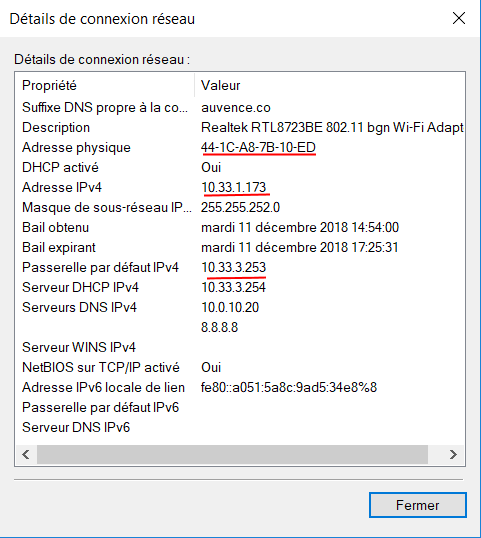 Détails de connexion réseau
Détails de connexion réseau :
Propriété Valeur
Suffixe DNS propre à la co... auvence.co
Description Realtek RTL8723BE 802.11 bgn Wi-Fi Adapt
Adresse physique 44-1C-A8-7B-10-ED
DHCP activé Oui
Adresse IPv4 10.33.1.173
Masque de sous-réseau IP... 255.255.252.0
Bail obtenu mardi 11 décembre 2018 14:54:00
Bail expirant mardi 11 décembre 2018 17:25:31
Passerelle par défaut IPv4 10.33.3.253
Serveur DHCP IPv4 10.33.3.254
Serveurs DNS IPv4 10.0.10.20
8.8.8.8
Serveur WINS IPv4
NetBIOS sur TCP/IP activé Oui
Adresse IPv6 locale de lien fe80::a051:5a8c:9ad5:34e8%8
Passerelle par défaut IPv6
Serveur DNS IPv6
Fermer